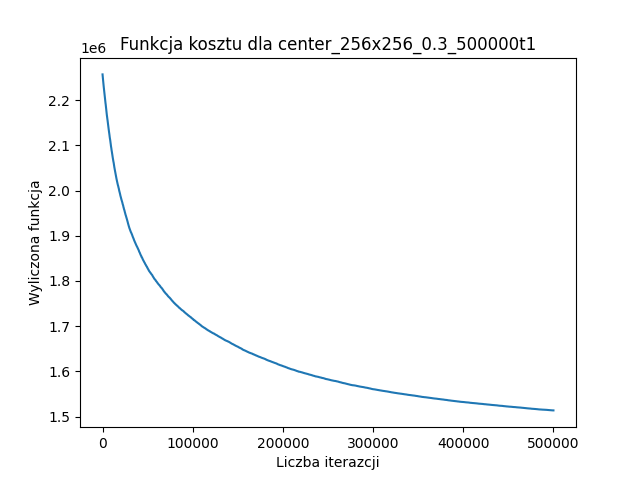 Funkcja kosztu dla center_256x256_0.3_500000t1
1e6
2.2
2.1
2.0
1.9
1.8
1.7
1.6
1.5
Wyliczona funkcja
0 100000 200000 300000 400000 500000
Liczba iterazcji